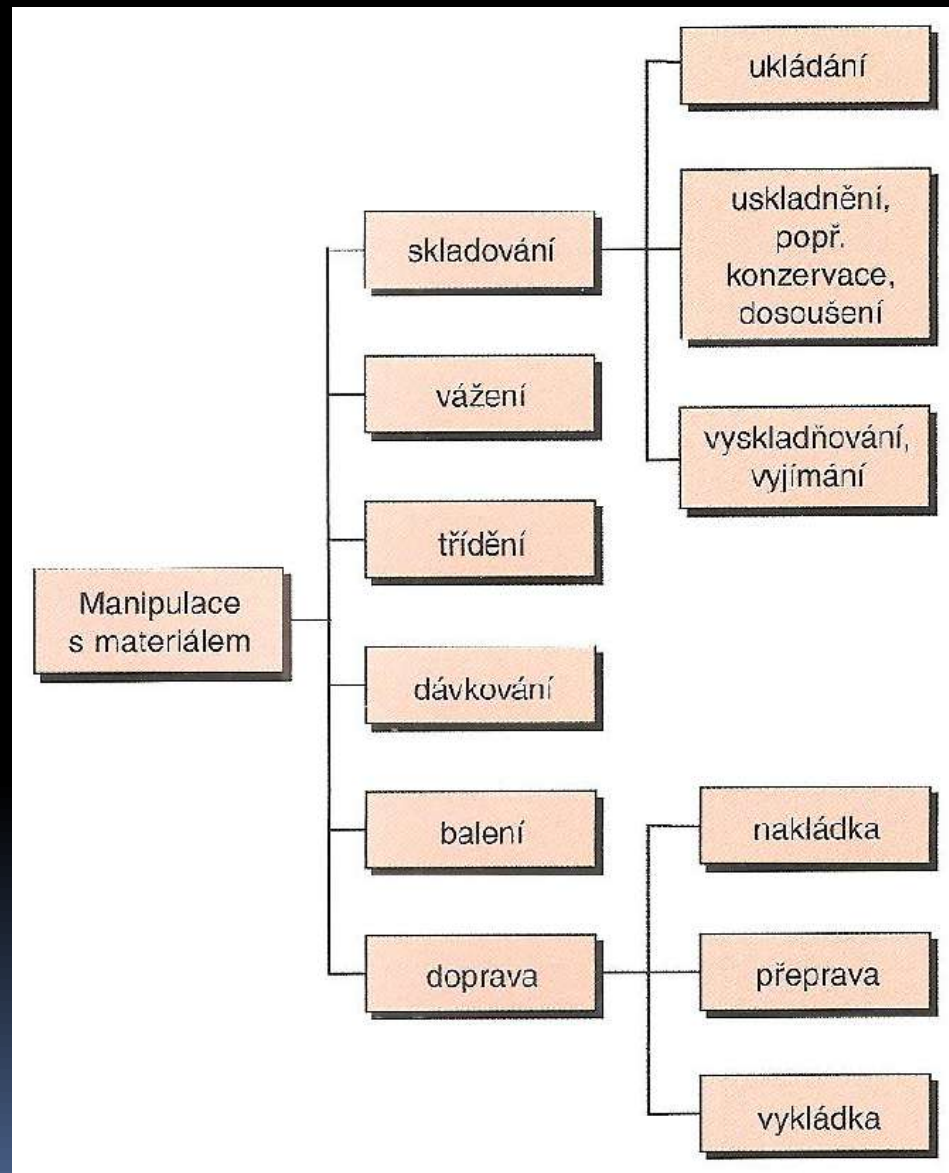 Manipulace
s materiálem
skladování
vážení
třídění
dávkování
balení
doprava
ukládání
uskladnění,
popř.
konzervace,
dosoušení
vyskladňování,
vyjímání
nakládka
přeprava
vykládka